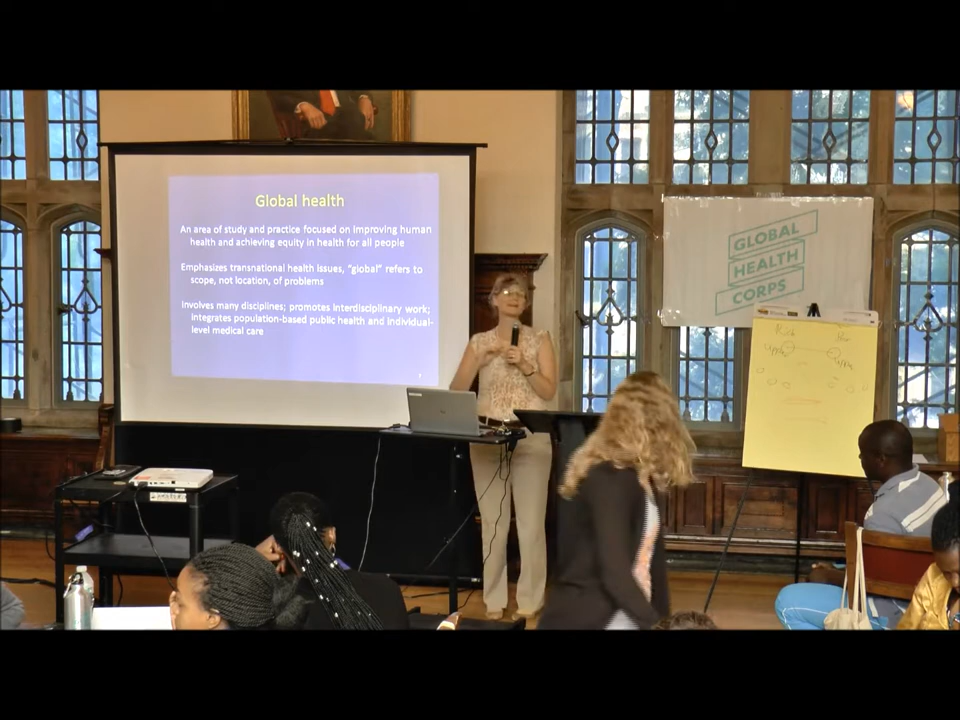 Global health
An area of study and practice focused on improving human
health and achieving equity in health for all people
Emphasizes transnational health issues, "global" refers to
scope, not location, of problems
Involves many disciplines; promotes interdisciplinary work;
integrates population-based public health and individual-
level medical care
GLOBAL
HEALTH
CORPS
Rich